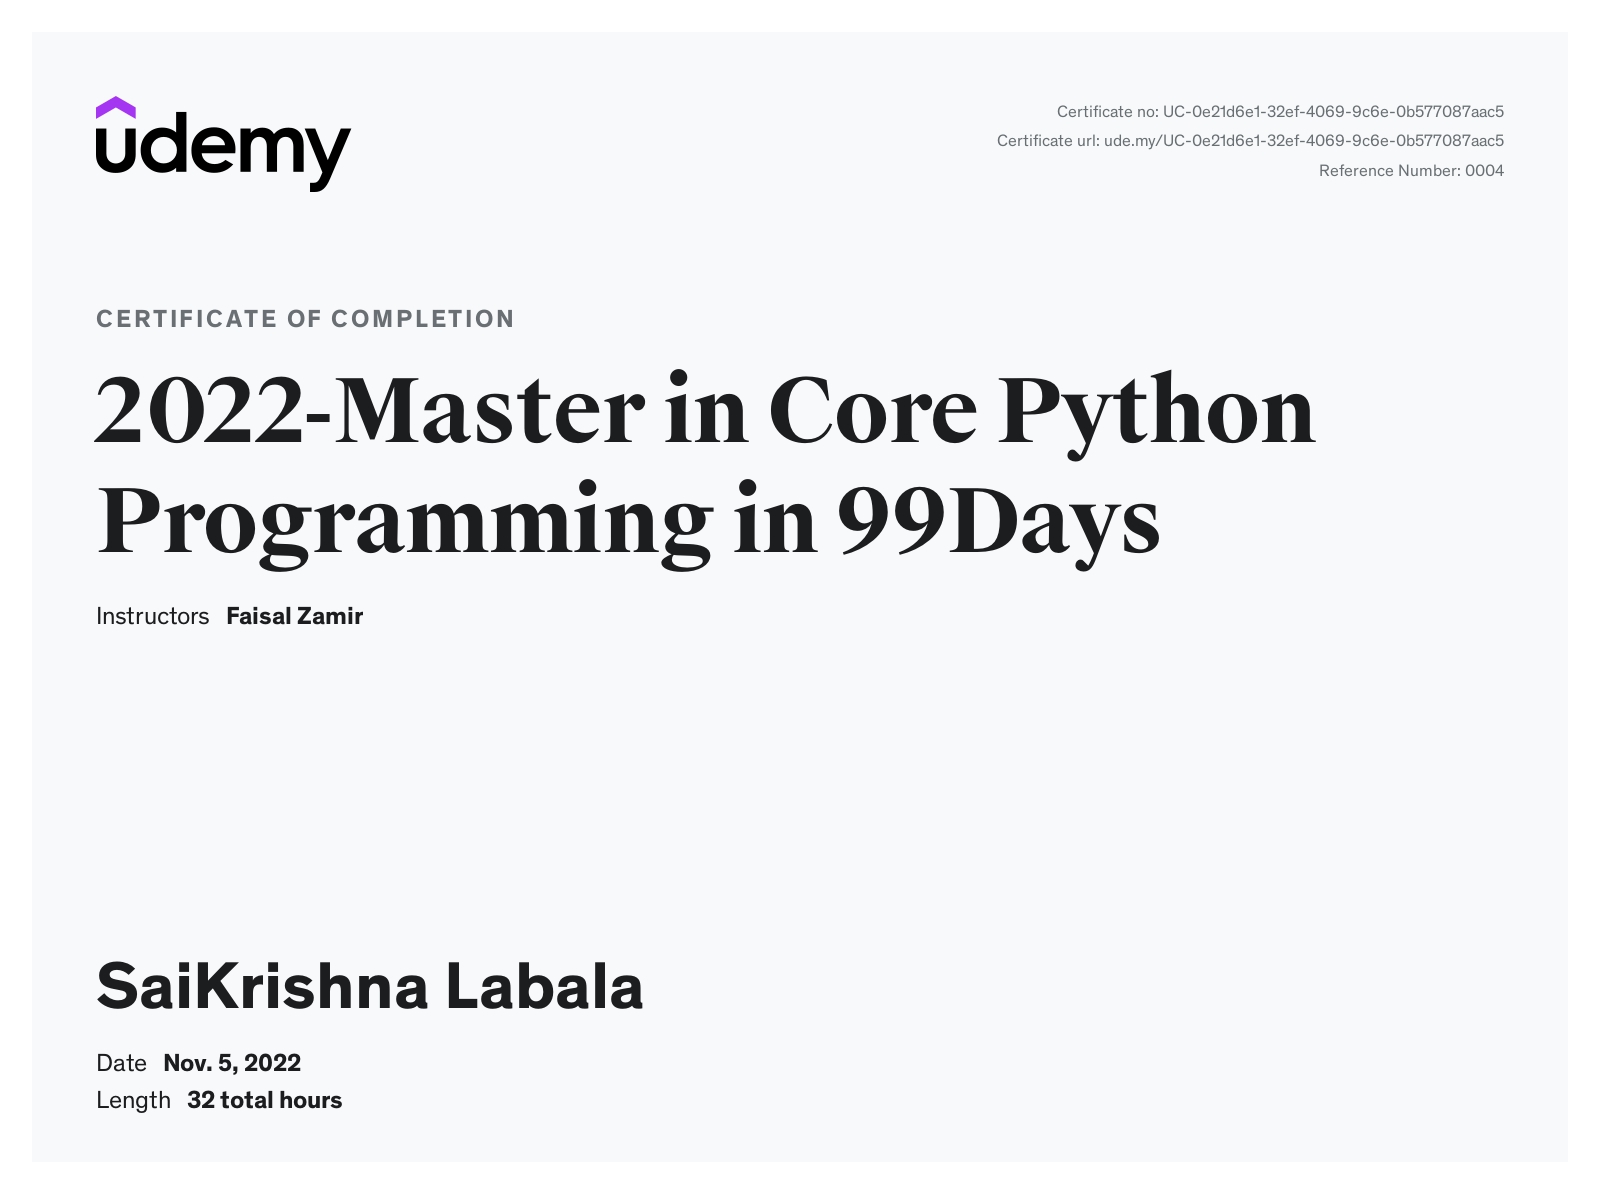 udemy
Certificate no: UC-0e21d6e1-32ef-4069-9c6e-0b577087aac5
Certificate url: ude.my/UC-0e21d6e1-32ef-4069-9c6e-0b577087aac5
Reference Number: 0004
CERTIFICATE OF COMPLETION
2022-Master in Core Python
Programming in 99Days
Instructors Faisal Zamir
SaiKrishna Labala
Date Nov. 5, 2022
Length 32 total hours